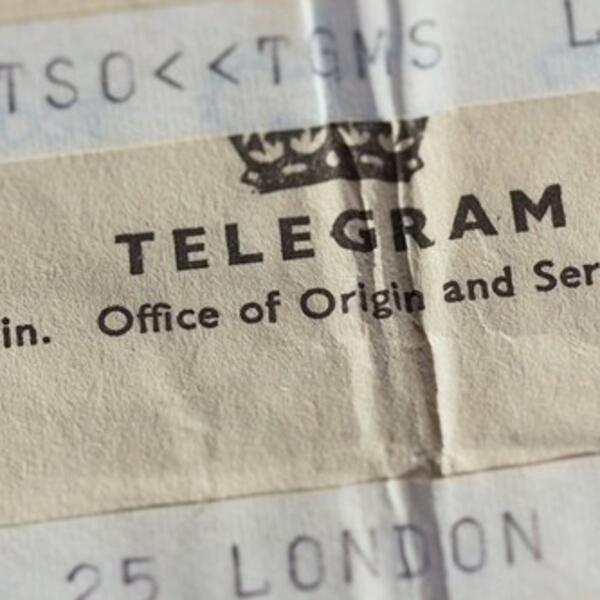 TSO<<TGMS L
TELEGRAM
in. Office of Origin and Ser
25 LONDON